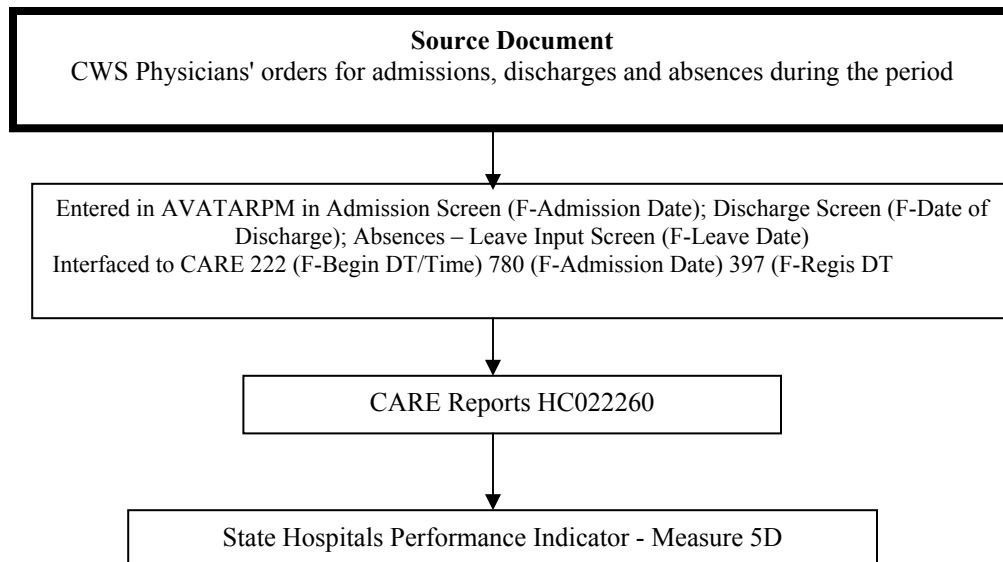 Source Document
CWS Physicians' orders for admissions, discharges and absences during the period
Entered in AVATARPM in Admission Screen (F-Admission Date); Discharge Screen (F-Date of
Discharge); Absences – Leave Input Screen (F-Leave Date)
Interfaced to CARE 222 (F-Begin DT/Time) 780 (F-Admission Date) 397 (F-Regis DT
CARE Reports HC022260
State Hospitals Performance Indicator - Measure 5D